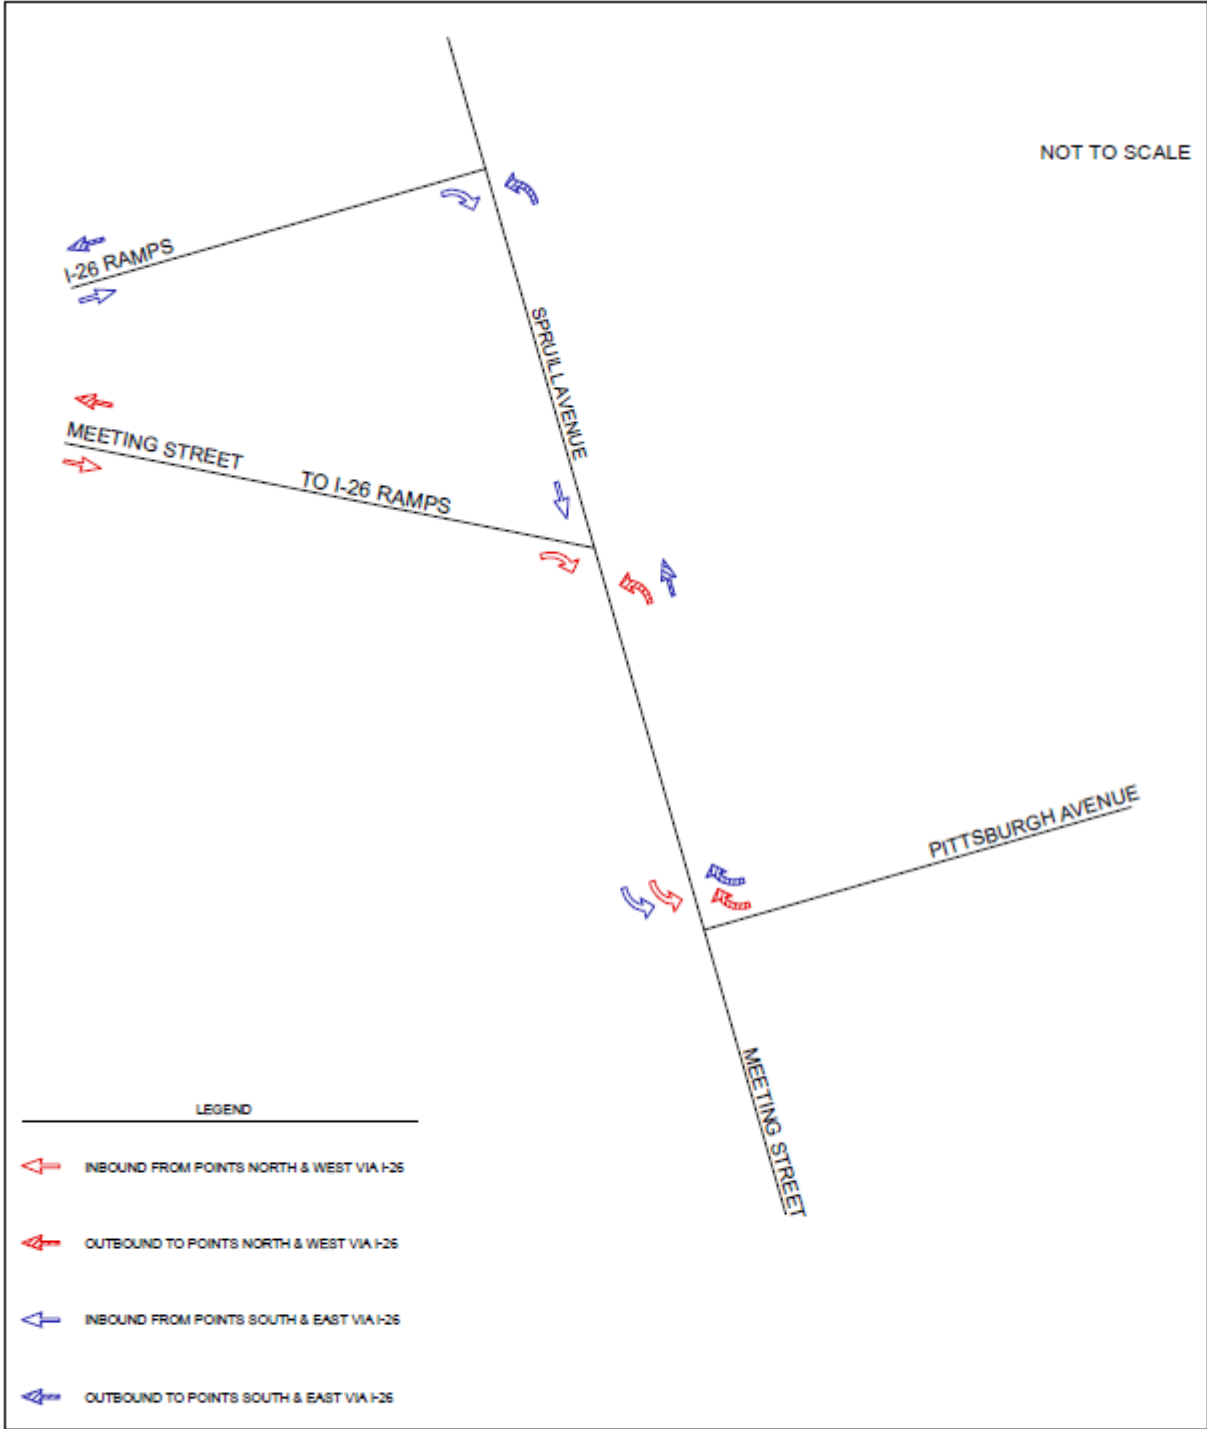 NOT TO SCALE
I-26 RAMPS
SPRUILL AVENUE
MEETING STREET TO I-26 RAMPS
PITTSBURGH AVENUE
MEETING STREET
LEGEND
INBOUND FROM POINTS NORTH & WEST VIA I-26
OUTBOUND TO POINTS NORTH & WEST VIA I-26
INBOUND FROM POINTS SOUTH & EAST VIA I-26
OUTBOUND TO POINTS SOUTH & EAST VIA I-26